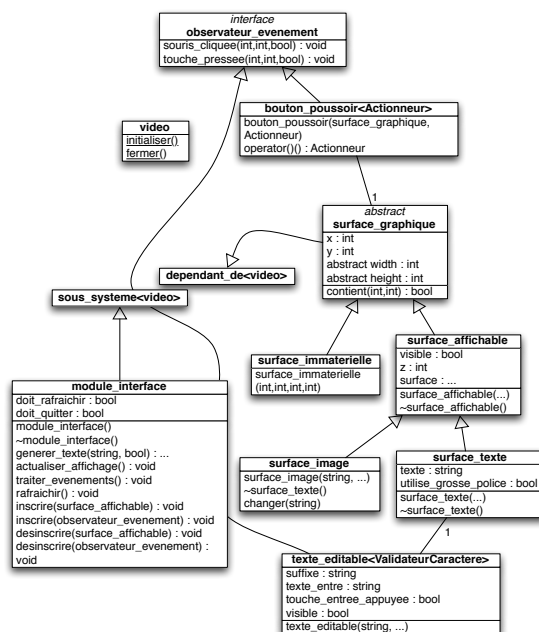 interface
observateur_evenement
souris_cliquee(int,int,bool) : void
touche_pressee(int,int,bool) : void
bouton_poussoir<Actionneur>
bouton_poussoir(surface_graphique,
Actionneur)
operator()() : Actionneur
video
initialiser()
fermer()
1
abstract
surface_graphique
x : int
y : int
abstract width : int
abstract height : int
contient(int,int) : bool
dependant_de<video>
sous_systeme<video>
surface_immaterielle
surface_immaterielle
(int,int,int,int)
surface_affichable
visible : bool
z : int
surface : ...
surface_affichable(...)
~surface_affichable()
module_interface
doit_rafraichir : bool
doit_quitter : bool
module_interface()
~module_interface()
generer_texte(string, bool) : ...
actualiser_affichage() : void
traiter_evenements() : void
rafraichir() : void
inscrire(surface_affichable) : void
inscrire(observateur_evenement) : void
desinscrire(surface_affichable) : void
desinscrire(observateur_evenement) :
void
surface_image
surface_image(string, ...)
~surface_texte()
changer(string)
surface_texte
texte : string
utilise_grosse_police : bool
surface_texte(...)
~surface_texte()
1
texte_editable<ValidateurCaractere>
suffixe : string
texte_entre : string
touche_entree_appuyee : bool
visible : bool
texte_editable(string, ...)